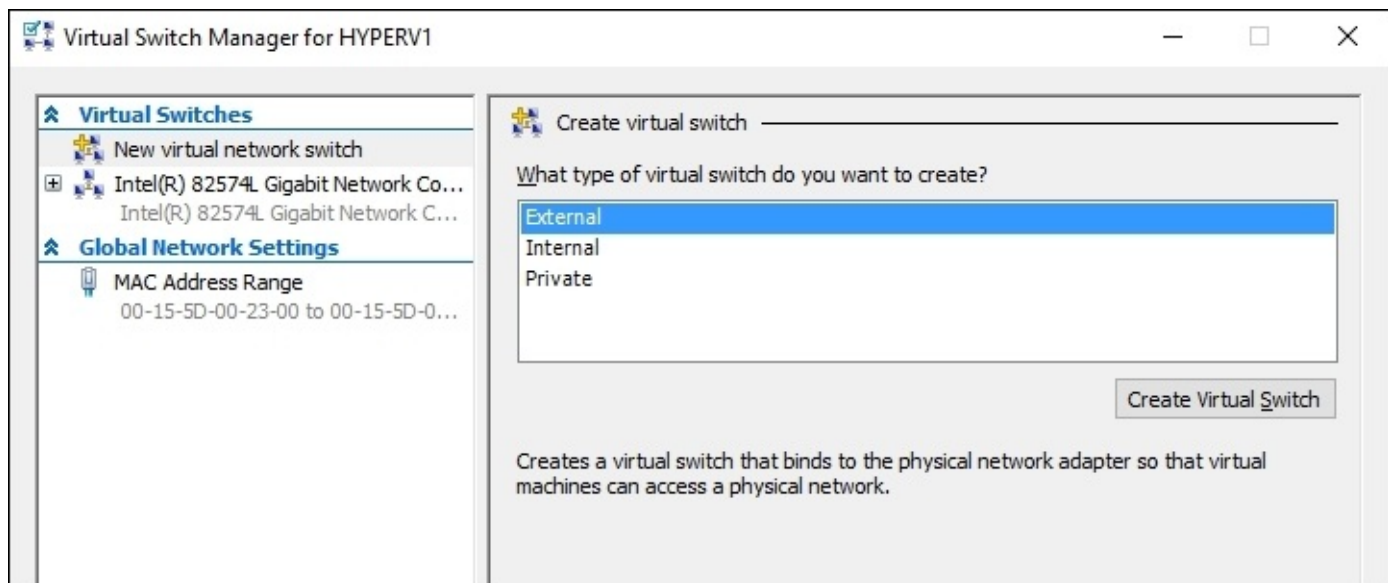 Virtual Switch Manager for HYPERV1
Virtual Switches
New virtual network switch
Intel(R) 82574L Gigabit Network Co...
Intel(R) 82574L Gigabit Network C...
Global Network Settings
MAC Address Range
00-15-5D-00-23-00 to 00-15-5D-0...
Create virtual switch
What type of virtual switch do you want to create?
External
Internal
Private
Create Virtual Switch
Creates a virtual switch that binds to the physical network adapter so that virtual
machines can access a physical network.